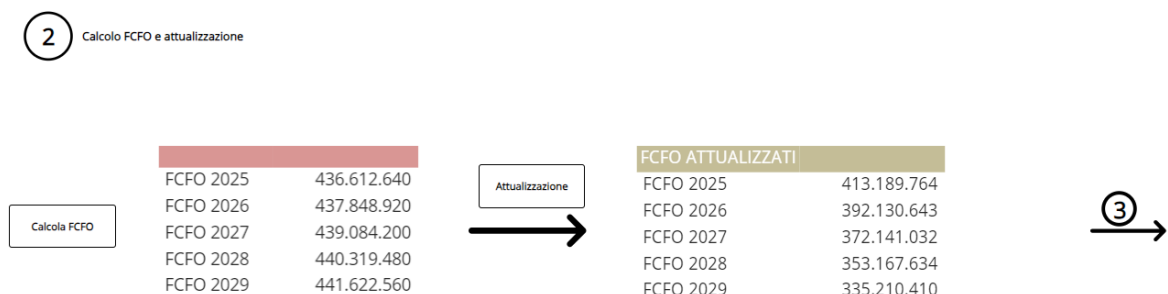 2 Calcolo FCFO e attualizzazione
FCFO ATTUALIZZATI
FCFO 2025 436.612.640
FCFO 2026 437.848.920
FCFO 2027 439.084.200
FCFO 2028 440.319.480
FCFO 2029 441.622.560
Calcola FCFO
Attualizzazione
FCFO 2025 413.189.764
FCFO 2026 392.130.643
FCFO 2027 372.141.032
FCFO 2028 353.167.634
FCFO 2029 335.210.410
3